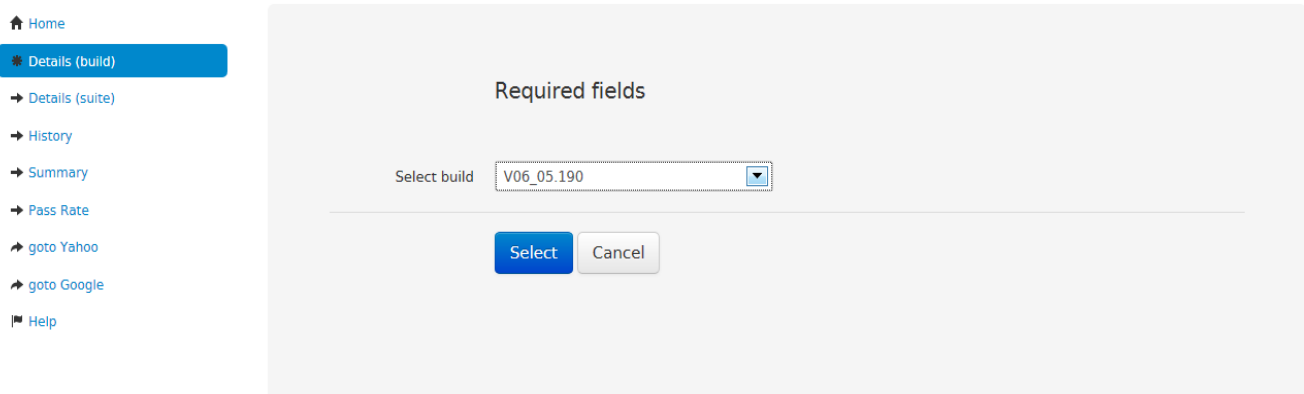 Home
Details (build)
Details (suite)
History
Summary
Pass Rate
goto Yahoo
goto Google
Help
Required fields
Select build V06_05.190
Select Cancel